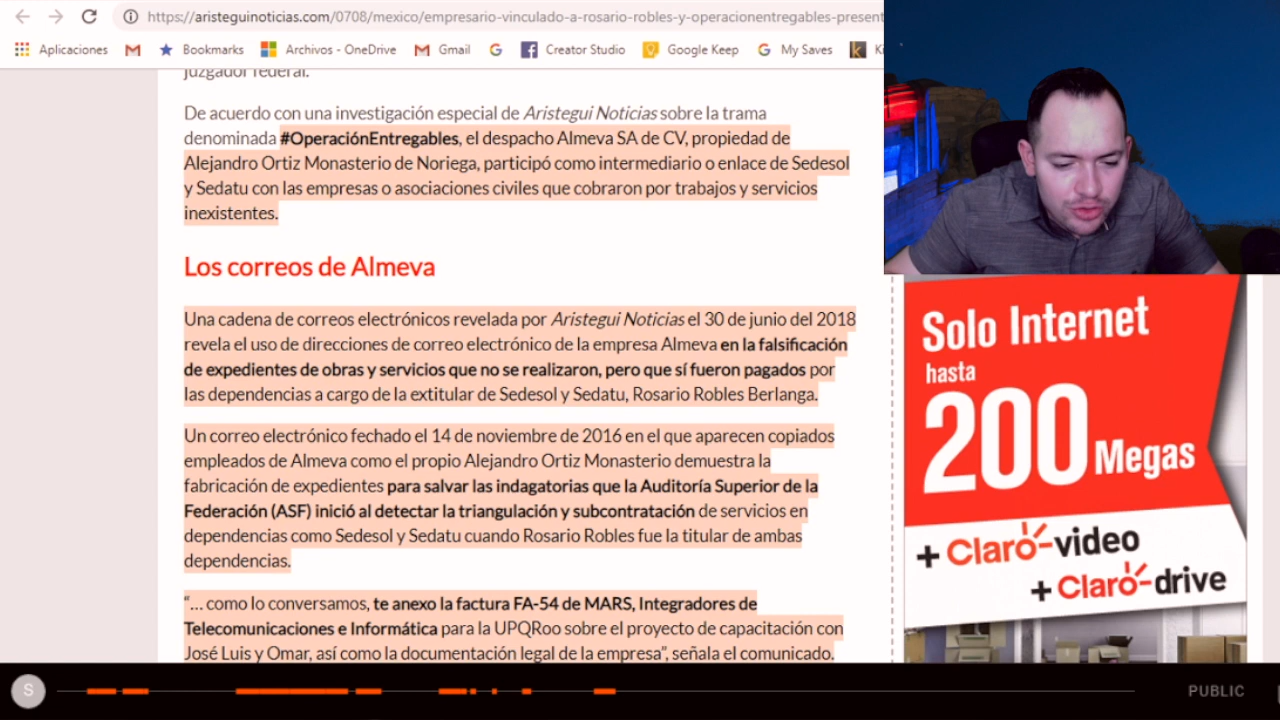 https://aristeguinoticias.com/0708/mexico/empresario-vinculado-a-rosario-robles-y-operacionentregables-present
Aplicaciones Bookmarks Archivos - OneDrive Gmail Creator Studio Google Keep My Saves
juzgador federal.
De acuerdo con una investigación especial de Aristegui Noticias sobre la trama
denominada #OperaciónEntregables, el despacho Almeva SA de CV, propiedad de
Alejandro Ortiz Monasterio de Noriega, participó como intermediario o enlace de Sedesol
y Sedatu con las empresas o asociaciones civiles que cobraron por trabajos y servicios
inexistentes.
Los correos de Almeva
Una cadena de correos electrónicos revelada por Aristegui Noticias el 30 de junio del 2018
revela el uso de direcciones de correo electrónico de la empresa Almeva en la falsificación
de expedientes de obras y servicios que no se realizaron, pero que sí fueron pagados por
las dependencias a cargo de la extitular de Sedesol y Sedatu, Rosario Robles Berlanga.
Un correo electrónico fechado el 14 de noviembre de 2016 en el que aparecen copiados
empleados de Almeva como el propio Alejandro Ortiz Monasterio demuestra la
fabricación de expedientes para salvar las indagatorias que la Auditoría Superior de la
Federación (ASF) inició al detectar la triangulación y subcontratación de servicios en
dependencias como Sedesol y Sedatu cuando Rosario Robles fue la titular de ambas
dependencias.
“… como lo conversamos, te anexo la factura FA-54 de MARS, Integradores de
Telecomunicaciones e Informática para la UPQRoo sobre el proyecto de capacitación con
José Luis y Omar, así como la documentación legal de la empresa”, señala el comunicado.
Solo Internet
hasta
200 Megas
+ Claro-video
+ Claro-drive
S
PUBLIC